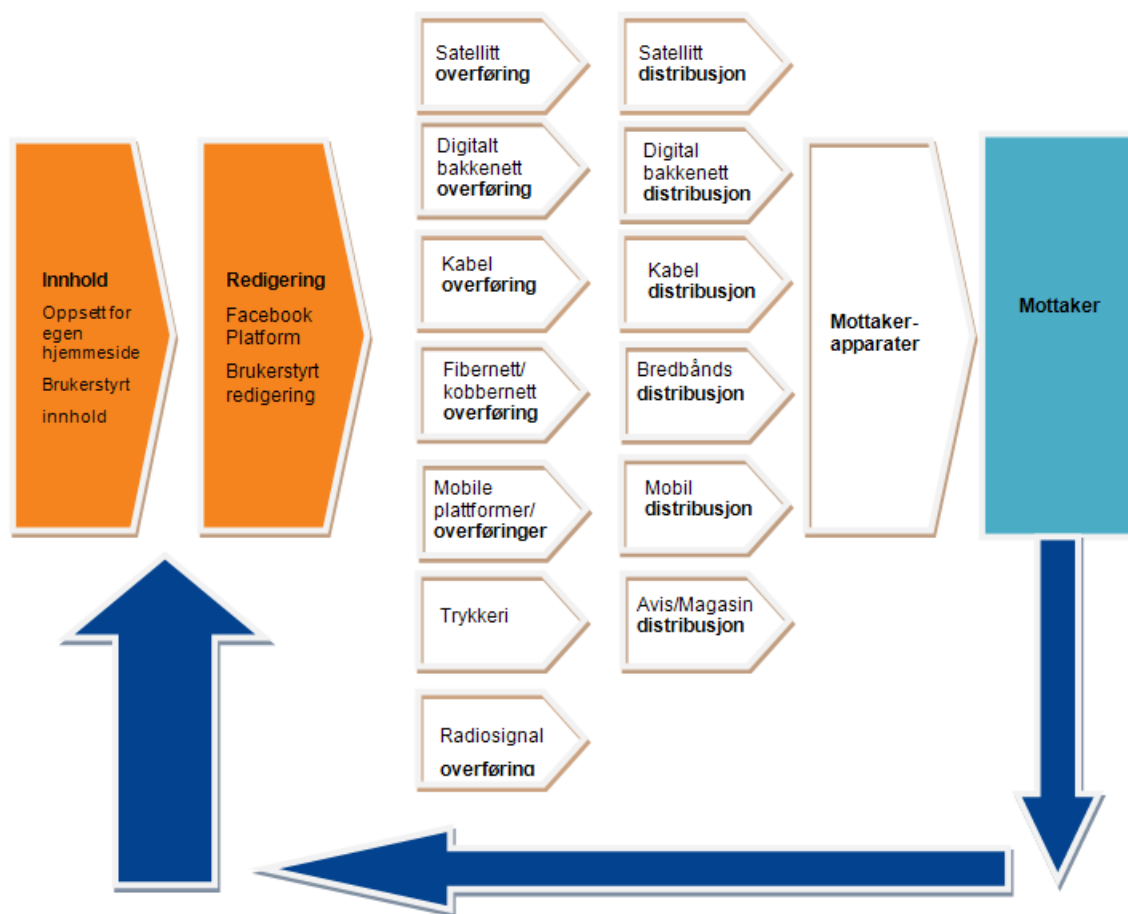 Innhold
Oppsett for
egen
hjemmeside
Brukerstyrt
innhold
Redigering
Facebook
Platform
Brukerstyrt
redigering
Satellitt
overføring
Digitalt
bakkenett
overføring
Kabel
overføring
Fibernett/
kobbernett
overføring
Mobile
plattformer/
overføringer
Trykkeri
Radiosignal
overføring
Satellitt
distribusjon
Digital
bakkenett
distribusjon
Kabel
distribusjon
Bredbånds
distribusjon
Mobil
distribusjon
Avis/Magasin
distribusjon
Mottaker-
apparater
Mottaker